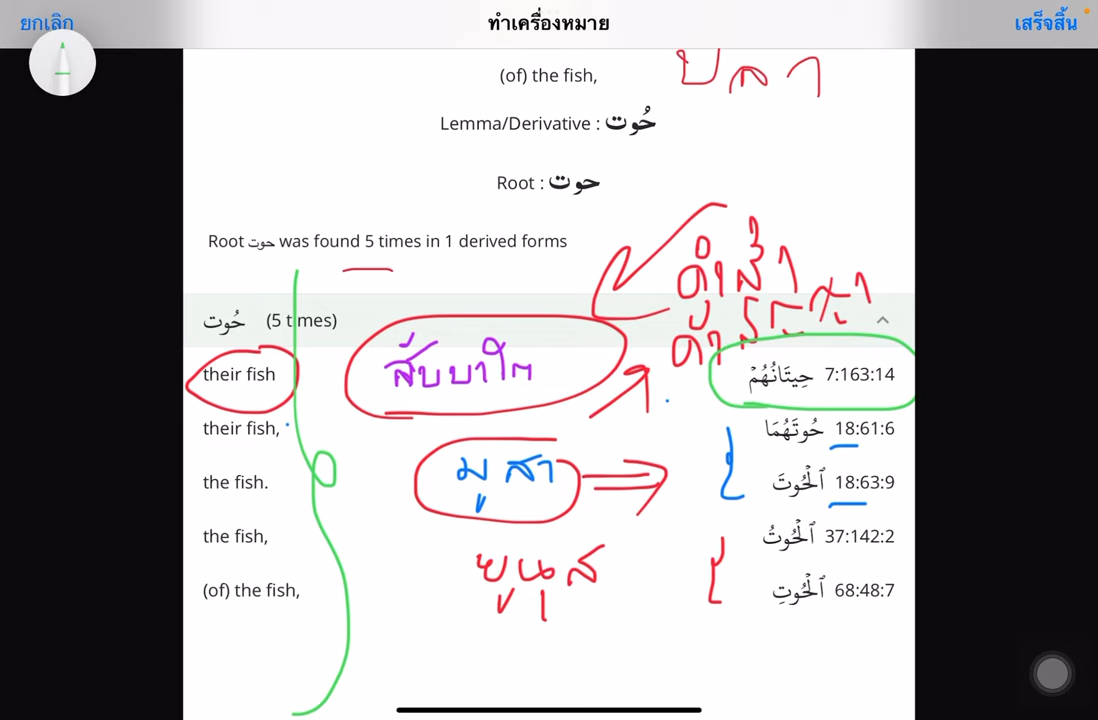 ยกเลิก ทำเครื่องหมาย เสร็จสิ้น
(of) the fish, ปลา
Lemma/Derivative : حُوت
Root : حوت
Root حوت was found 5 times in 1 derived forms
حُوت (5 times)
their fish สับบาโต حِيتَانُهُمْ 7:163:14
their fish, มูสา حُوتَهُمَا 18:61:6
the fish. ٱلْحُوتَ 18:63:9
the fish, ٱلْحُوتُ 37:142:2
(of) the fish, ยูนุส ٱلْحُوتِ 68:48:7